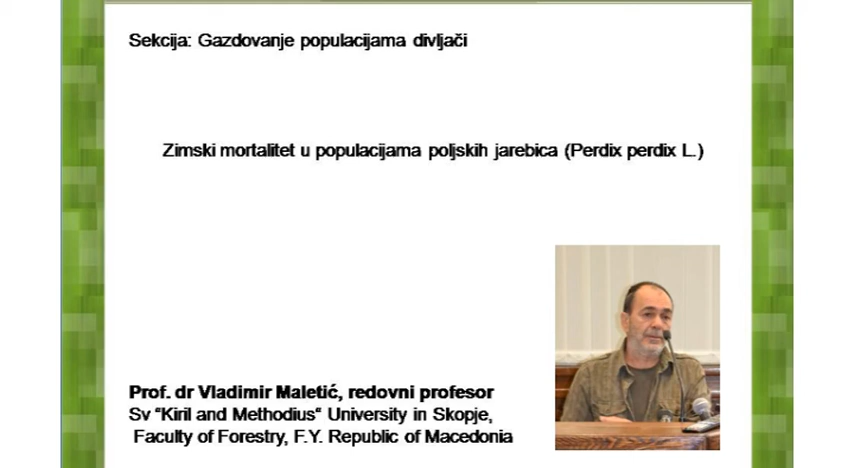 Sekcija: Gazdovanje populacijama divljači
Zimski mortalitet u populacijama poljskih jarebica (Perdix perdix L.)
Prof. dr Vladimir Maletić, redovni profesor
Sv “Kiril and Methodius“ University in Skopje,
Faculty of Forestry, F.Y. Republic of Macedonia